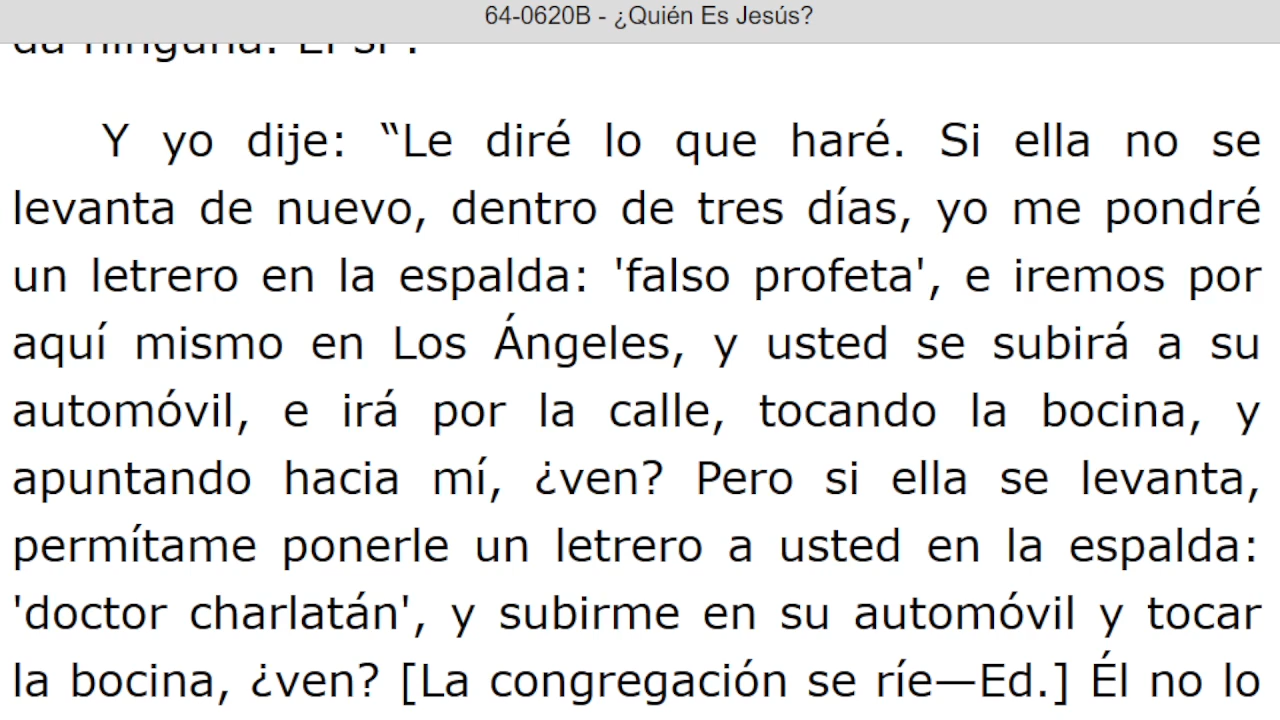 64-0620B - ¿Quién Es Jesús?
da ninguna. Él sí".
Y yo dije: “Le diré lo que haré. Si ella no se
levanta de nuevo, dentro de tres días, yo me pondré
un letrero en la espalda: 'falso profeta', e iremos por
aquí mismo en Los Ángeles, y usted se subirá a su
automóvil, e irá por la calle, tocando la bocina, y
apuntando hacia mí, ¿ven? Pero si ella se levanta,
permítame ponerle un letrero a usted en la espalda:
'doctor charlatán', y subirme en su automóvil y tocar
la bocina, ¿ven? [La congregación se ríe—Ed.] Él no lo